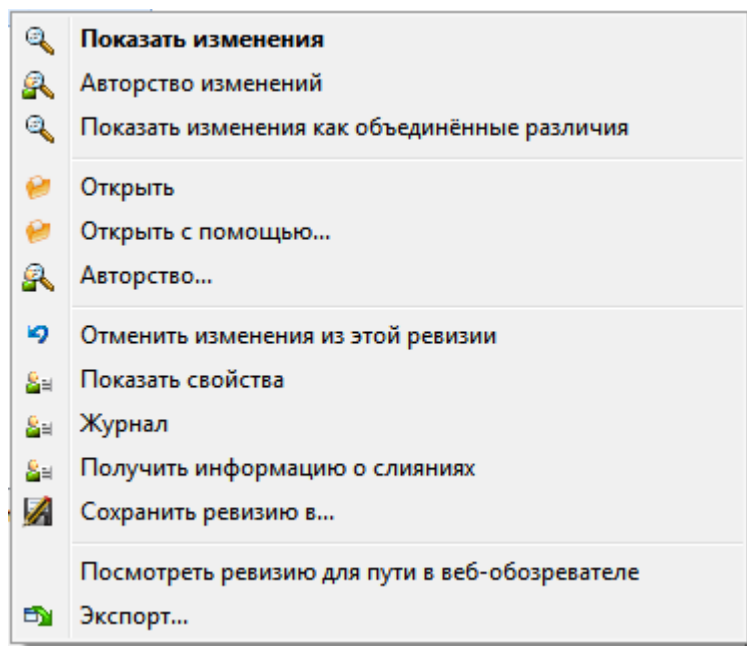 Показать изменения
Авторство изменений
Показать изменения как объединённые различия
Открыть
Открыть с помощью...
Авторство...
Отменить изменения из этой ревизии
Показать свойства
Журнал
Получить информацию о слияниях
Сохранить ревизию в...
Посмотреть ревизию для пути в веб-обозревателе
Экспорт...